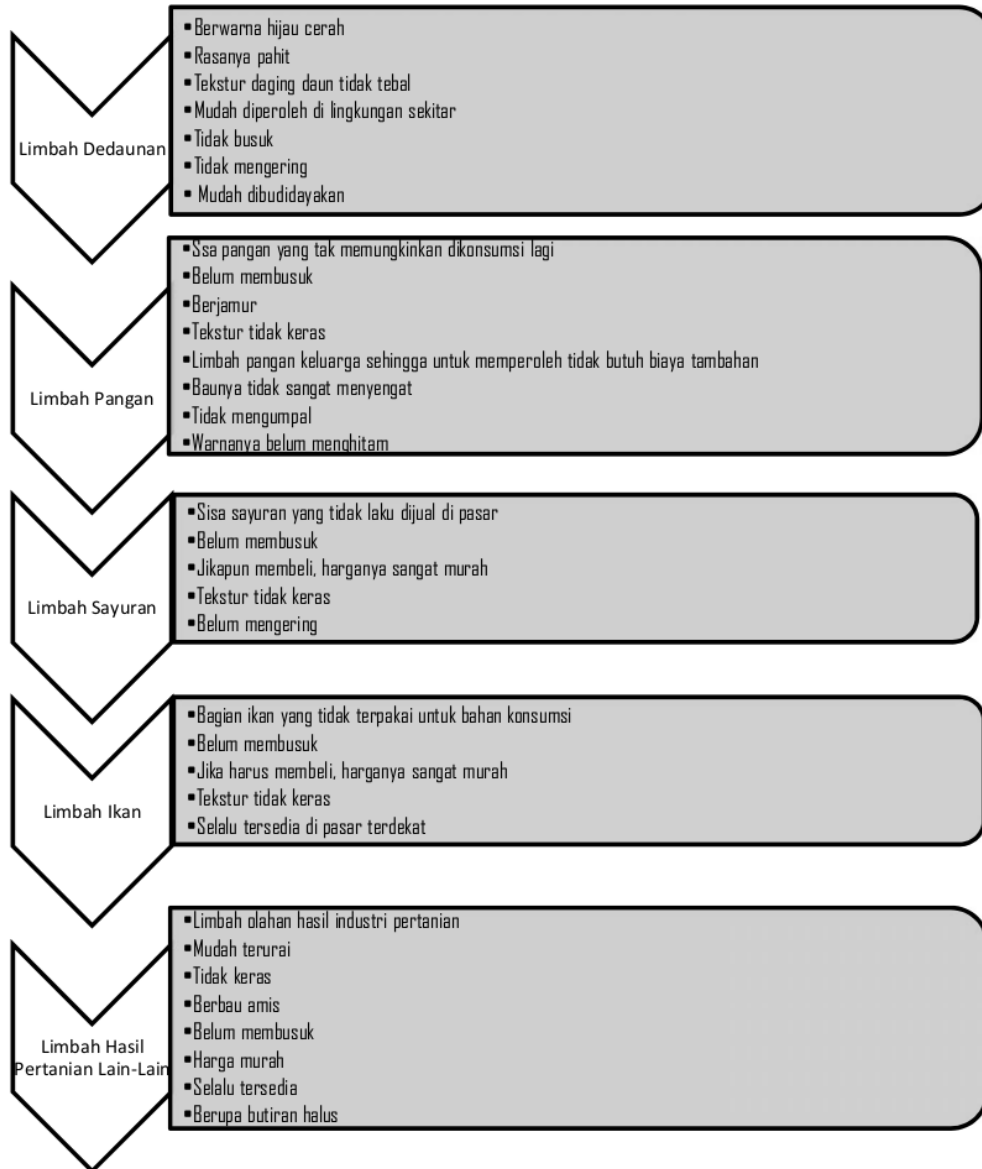 Limbah Dedaunan
▪Berwarna hijau cerah
▪Rasanya pahit
▪Tekstur daging daun tidak tebal
▪Mudah diperoleh di lingkungan sekitar
▪Tidak busuk
▪Tidak mengering
▪ Mudah dibudidayakan
Limbah Pangan
▪Ssa pangan yang tak memungkinkan dikonsumsi lagi
▪Belum membusuk
▪Berjamur
▪Tekstur tidak keras
▪Limbah pangan keluarga sehingga untuk memperoleh tidak butuh biaya tambahan
▪Baunya tidak sangat menyengat
▪Tidak mengumpal
▪Warnanya belum menghitam
Limbah Sayuran
▪Sisa sayuran yang tidak laku dijual di pasar
▪Belum membusuk
▪Jikapun membeli, harganya sangat murah
▪Tekstur tidak keras
▪Belum mengering
Limbah Ikan
▪Bagian ikan yang tidak terpakai untuk bahan konsumsi
▪Belum membusuk
▪Jika harus membeli, harganya sangat murah
▪Tekstur tidak keras
▪Selalu tersedia di pasar terdekat
Limbah Hasil
Pertanian Lain-Lain
▪Limbah olahan hasil industri pertanian
▪Mudah terurai
▪Tidak keras
▪Berbau amis
▪Belum membusuk
▪Harga murah
▪Selalu tersedia
▪Berupa butiran halus